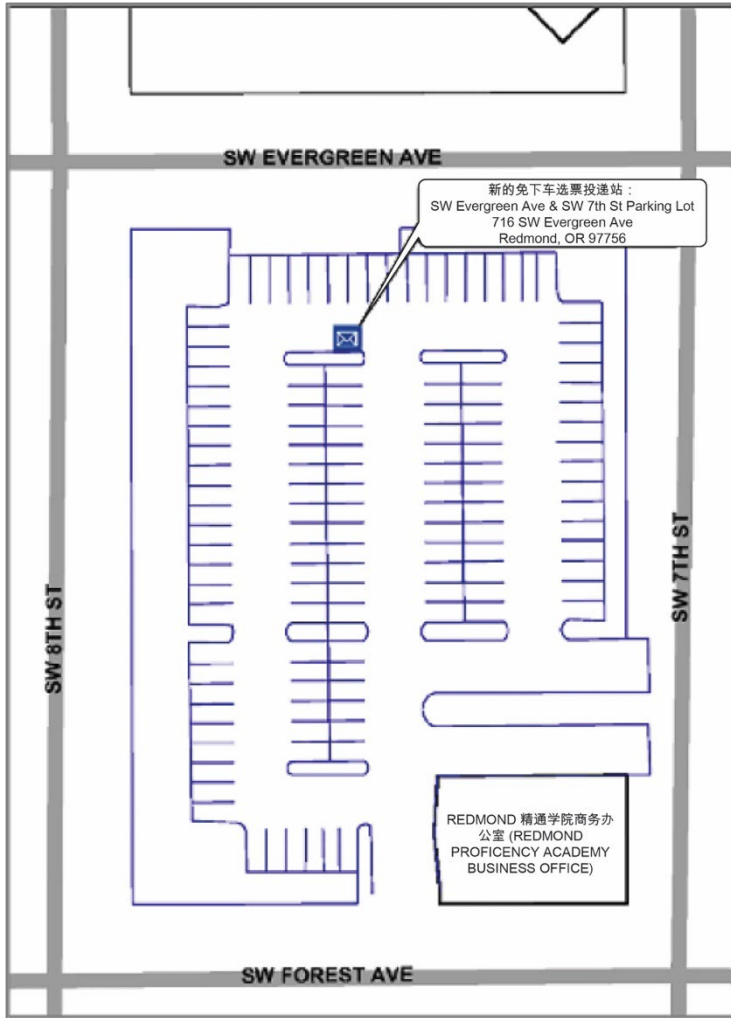 SW EVERGREEN AVE
新的免下车选票投递站：
SW Evergreen Ave & SW 7th St Parking Lot
716 SW Evergreen Ave
Redmond, OR 97756
SW 8TH ST
SW 7TH ST
REDMOND 精通学院商务办
公室 (REDMOND
PROFICENCY ACADEMY
BUSINESS OFFICE)
SW FOREST AVE